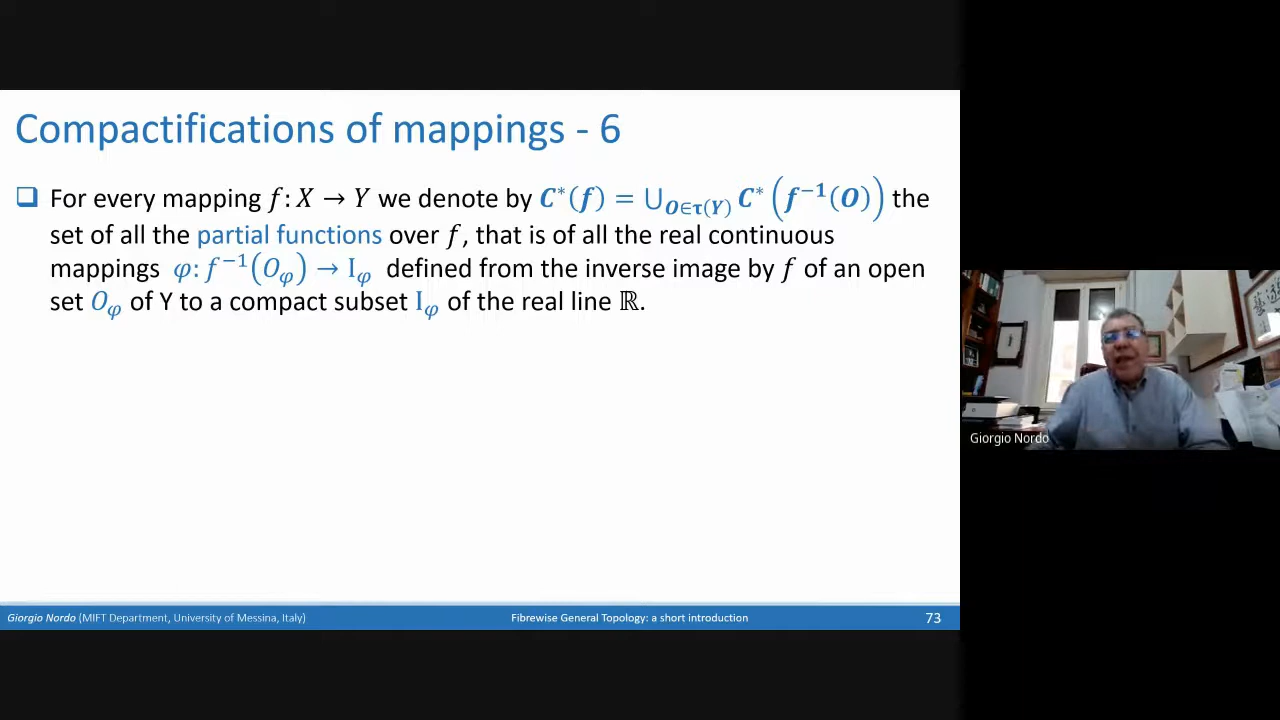 Compactifications of mappings - 6
❑ For every mapping 𝑓: 𝑋 → 𝑌 we denote by 𝑪*(𝒇) = ⋃_{𝑶∈𝛕(𝒀)} 𝑪*(𝒇⁻¹(𝑶)) the
set of all the partial functions over 𝑓, that is of all the real continuous
mappings 𝜑: 𝑓⁻¹(𝑂_𝜑) → I_𝜑 defined from the inverse image by 𝑓 of an open
set 𝑂_𝜑 of Y to a compact subset I_𝜑 of the real line ℝ.
Giorgio Nordo
Giorgio Nordo (MIFT Department, University of Messina, Italy) Fibrewise General Topology: a short introduction 73